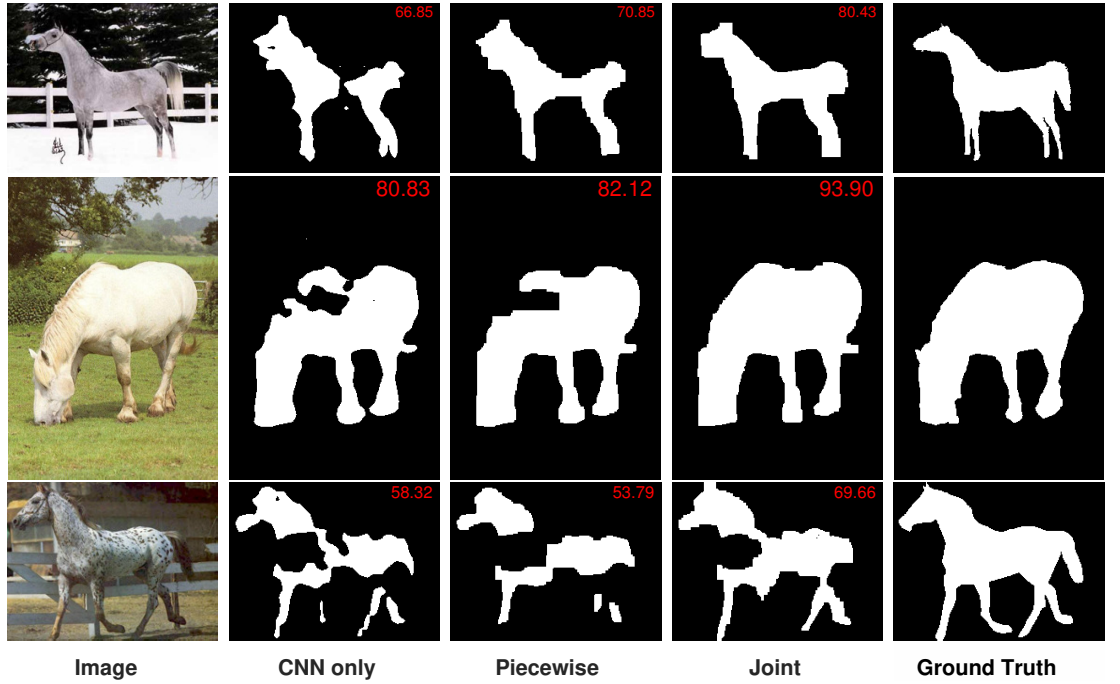 66.85 70.85 80.43
80.83 82.12 93.90
58.32 53.79 69.66
Image CNN only Piecewise Joint Ground Truth